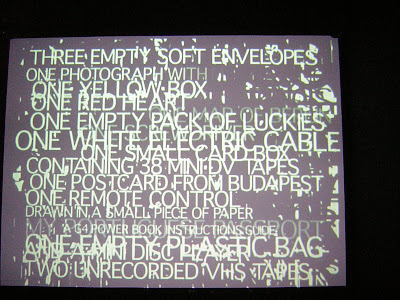 THREE EMPTY SOFT ENVELOPES
ONE PHOTOGRAPH WITH
ONE YELLOW BOX
ONE RED HEART
ONE EMPTY PACK OF LUCKIES
ONE WHITE ELECTRIC CABLE
ONE SMALL CARD BOX
CONTAINING 38 MINI DV TAPES
ONE POSTCARD FROM BUDAPEST
ONE REMOTE CONTROL
DRAWN IN A SMALL PIECE OF PAPER
PASSPORT
A G4 POWER BOOK INSTRUCTIONS GUIDE
ONE EMPTY PLASTIC BAG
MINI DISC PLAYER
TWO UNRECORDED VHS TAPES